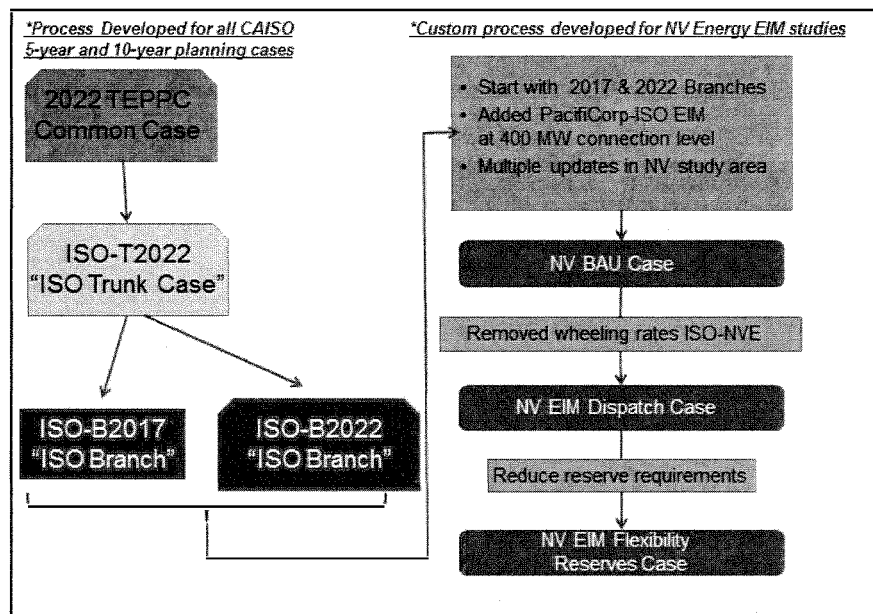 *Process Developed for all CAISO
5-year and 10-year planning cases
2022 TEPPC
Common Case
ISO-T2022
“ISO Trunk Case”
ISO-B2017
“ISO Branch”
ISO-B2022
“ISO Branch”
*Custom process developed for NV Energy EIM studies
• Start with 2017 & 2022 Branches
• Added PacifiCorp-ISO EIM
at 400 MW connection level
• Multiple updates in NV study area
NV BAU Case
Removed wheeling rates ISO-NVE
NV EIM Dispatch Case
Reduce reserve requirements
NV EIM Flexibility
Reserves Case